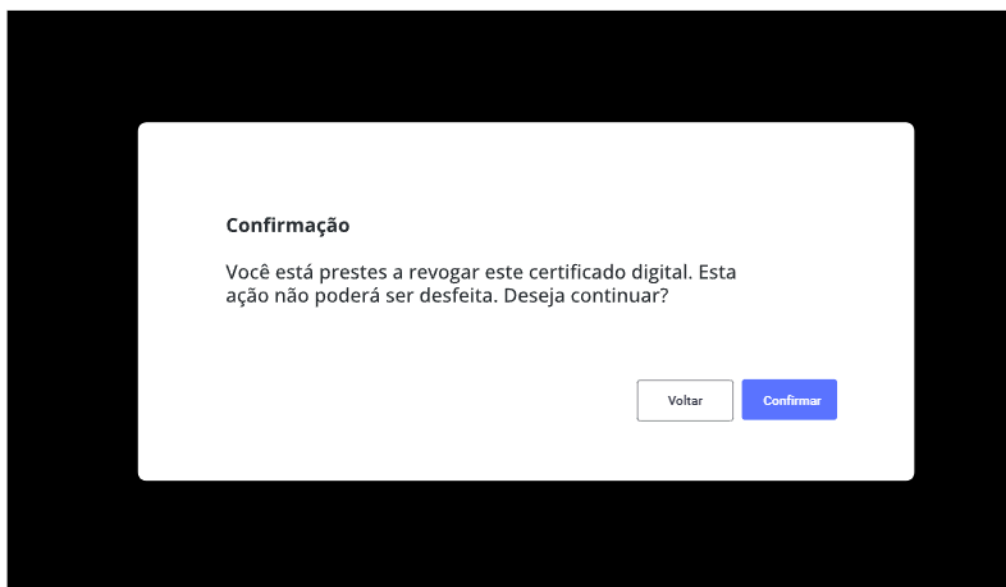 Confirmação
Você está prestes a revogar este certificado digital. Esta
ação não poderá ser desfeita. Deseja continuar?
Voltar
Confirmar